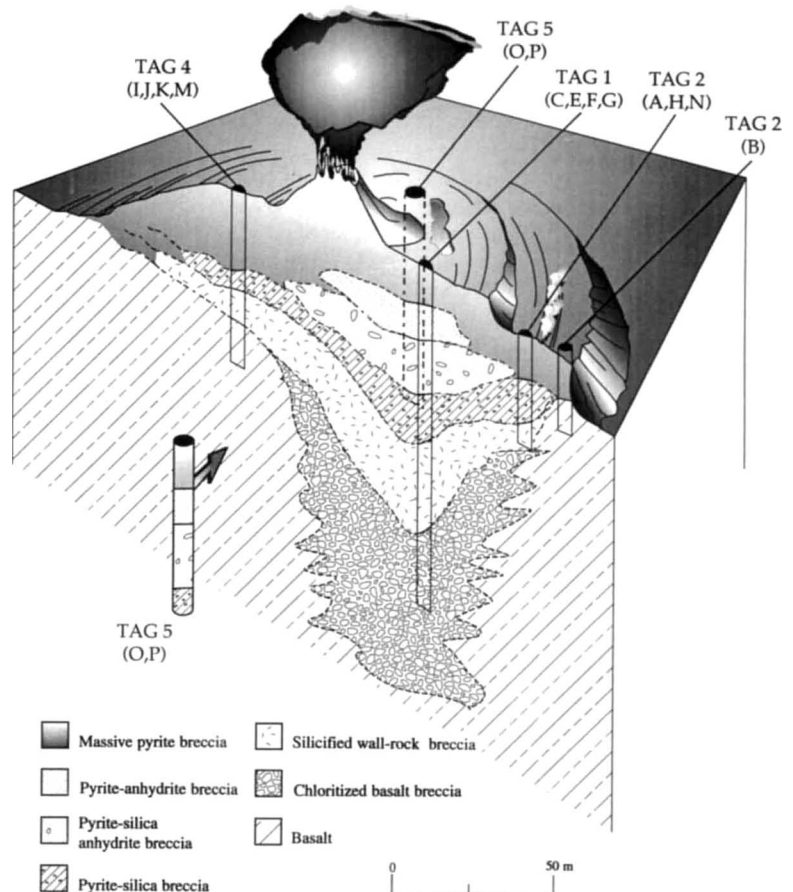 TAG 5
(O,P)
TAG 4
(I,J,K,M)
TAG 1
(C,E,F,G)
TAG 2
(A,H,N)
TAG 2
(B)
TAG 5
(O,P)
Massive pyrite breccia
Pyrite-anhydrite breccia
Pyrite-silica
anhydrite breccia
Pyrite-silica breccia
Silicified wall-rock breccia
Chloritized basalt breccia
Basalt
0 50 m